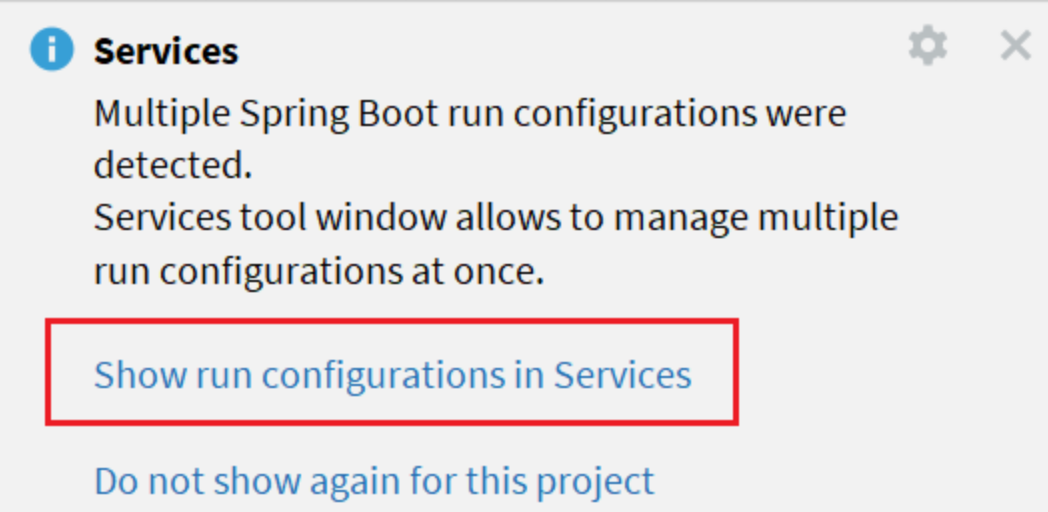 Services
Multiple Spring Boot run configurations were
detected.
Services tool window allows to manage multiple
run configurations at once.
Show run configurations in Services
Do not show again for this project